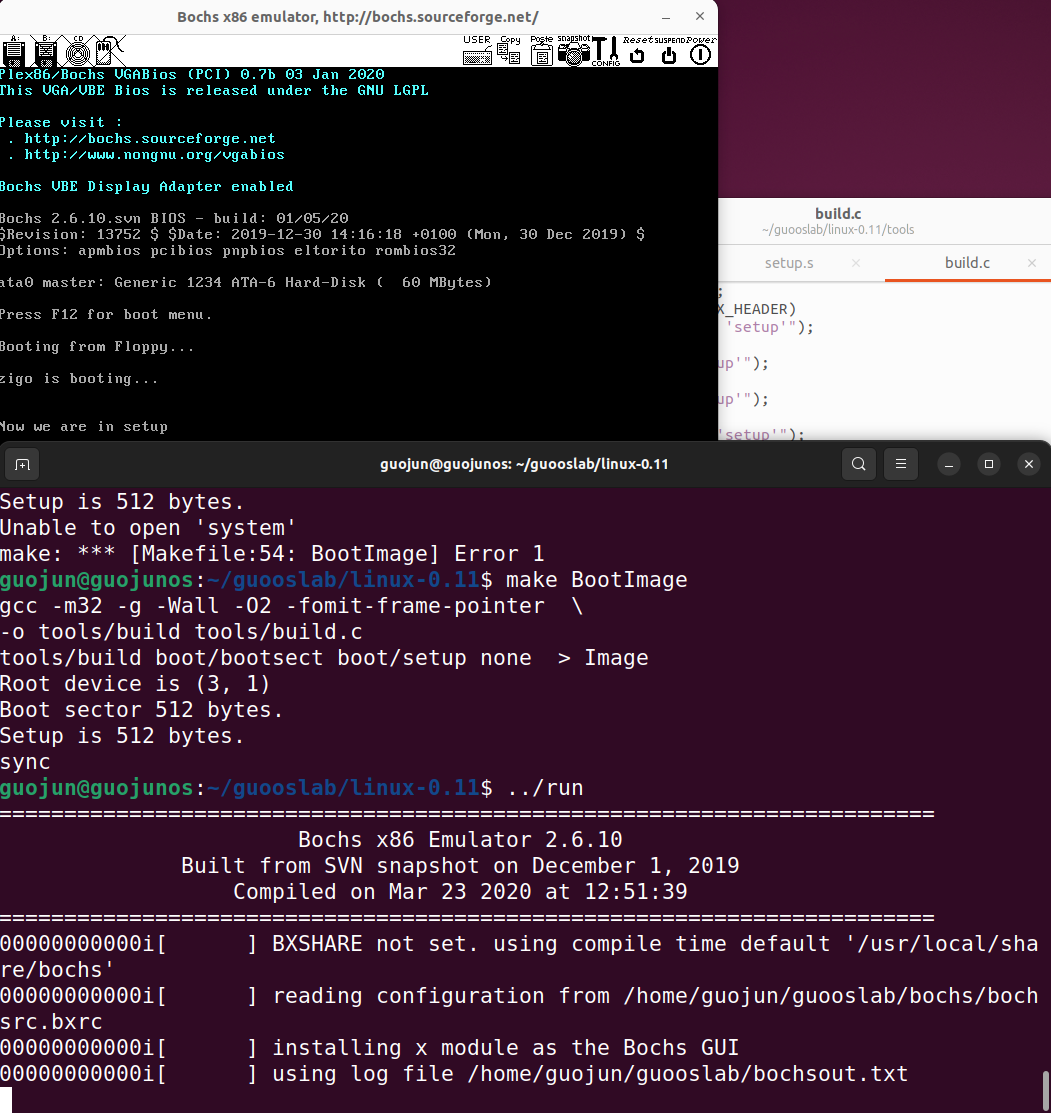 Bochs x86 emulator, http://bochs.sourceforge.net/
A: B: CD USER Copy Paste snapshot CONFIG Reset SUSPEND Power
Plex86/Bochs VGABios (PCI) 0.7b 03 Jan 2020
This VGA/VBE Bios is released under the GNU LGPL
Please visit :
. http://bochs.sourceforge.net
. http://www.nongnu.org/vgabios
Bochs VBE Display Adapter enabled
Bochs 2.6.10.svn BIOS - build: 01/05/20
$Revision: 13752 $ $Date: 2019-12-30 14:16:18 +0100 (Mon, 30 Dec 2019) $
Options: apmbios pcibios pnpbios eltorito rombios32
ata0 master: Generic 1234 ATA-6 Hard-Disk (  60 MBytes)
Press F12 for boot menu.
Booting from Floppy...
zigo is booting...
Now we are in setup
build.c
~/guooslab/linux-0.11/tools
setup.s
build.c
;
X_HEADER)
'setup'");
up'");
up'");
'setup'");
guojun@guojunos: ~/guooslab/linux-0.11
Setup is 512 bytes.
Unable to open 'system'
make: *** [Makefile:54: BootImage] Error 1
guojun@guojunos:~/guooslab/linux-0.11$ make BootImage
gcc -m32 -g -Wall -O2 -fomit-frame-pointer  \
-o tools/build tools/build.c
tools/build boot/bootsect boot/setup none  > Image
Root device is (3, 1)
Boot sector 512 bytes.
Setup is 512 bytes.
sync
guojun@guojunos:~/guooslab/linux-0.11$ ../run
========================================================================
Bochs x86 Emulator 2.6.10
Built from SVN snapshot on December 1, 2019
Compiled on Mar 23 2020 at 12:51:39
========================================================================
00000000000i[      ] BXSHARE not set. using compile time default '/usr/local/sha
re/bochs'
00000000000i[      ] reading configuration from /home/guojun/guooslab/bochs/boch
src.bxrc
00000000000i[      ] installing x module as the Bochs GUI
00000000000i[      ] using log file /home/guojun/guooslab/bochsout.txt